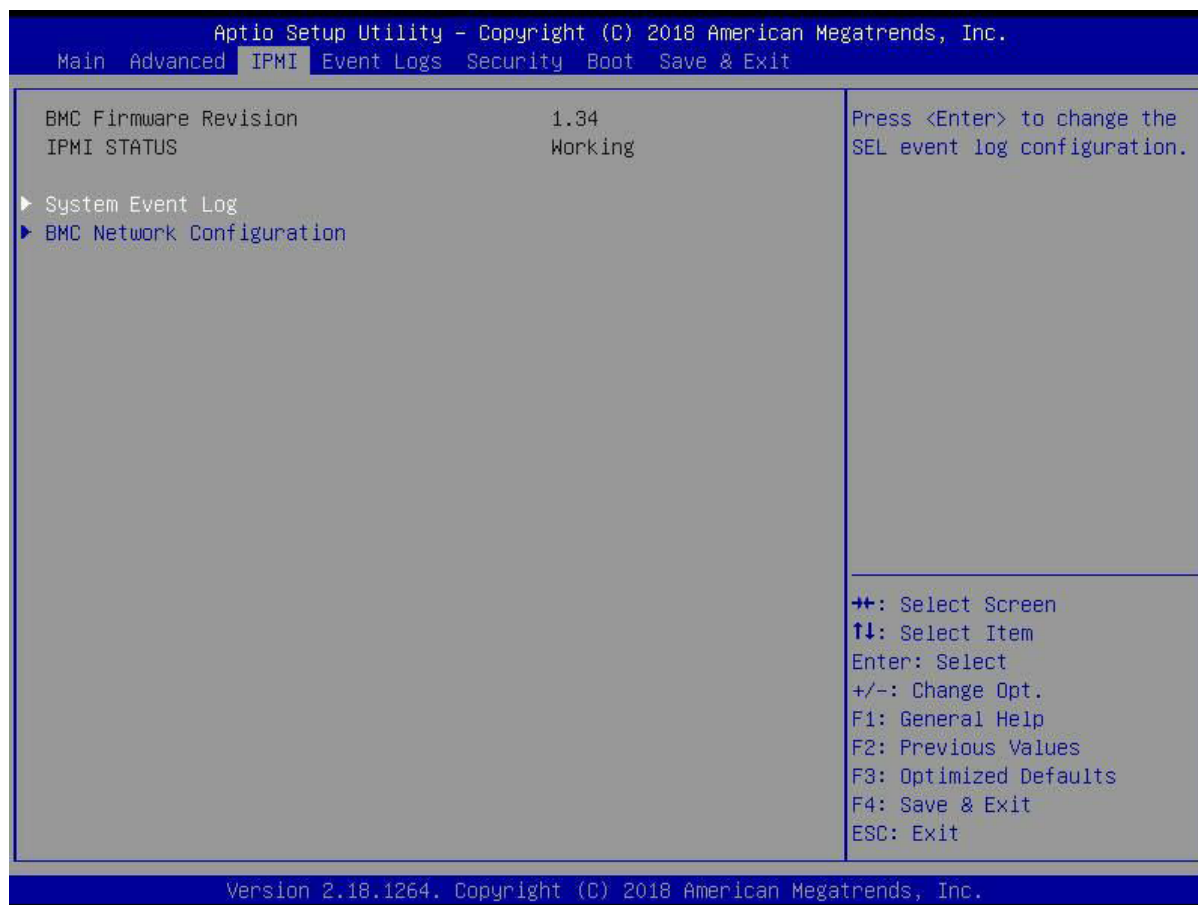 Aptio Setup Utility – Copyright (C) 2018 American Megatrends, Inc.
Main Advanced IPMI Event Logs Security Boot Save & Exit
BMC Firmware Revision 1.34
IPMI STATUS Working
System Event Log
BMC Network Configuration
Press <Enter> to change the
SEL event log configuration.
→←: Select Screen
↑↓: Select Item
Enter: Select
+/-: Change Opt.
F1: General Help
F2: Previous Values
F3: Optimized Defaults
F4: Save & Exit
ESC: Exit
Version 2.18.1264. Copyright (C) 2018 American Megatrends, Inc.